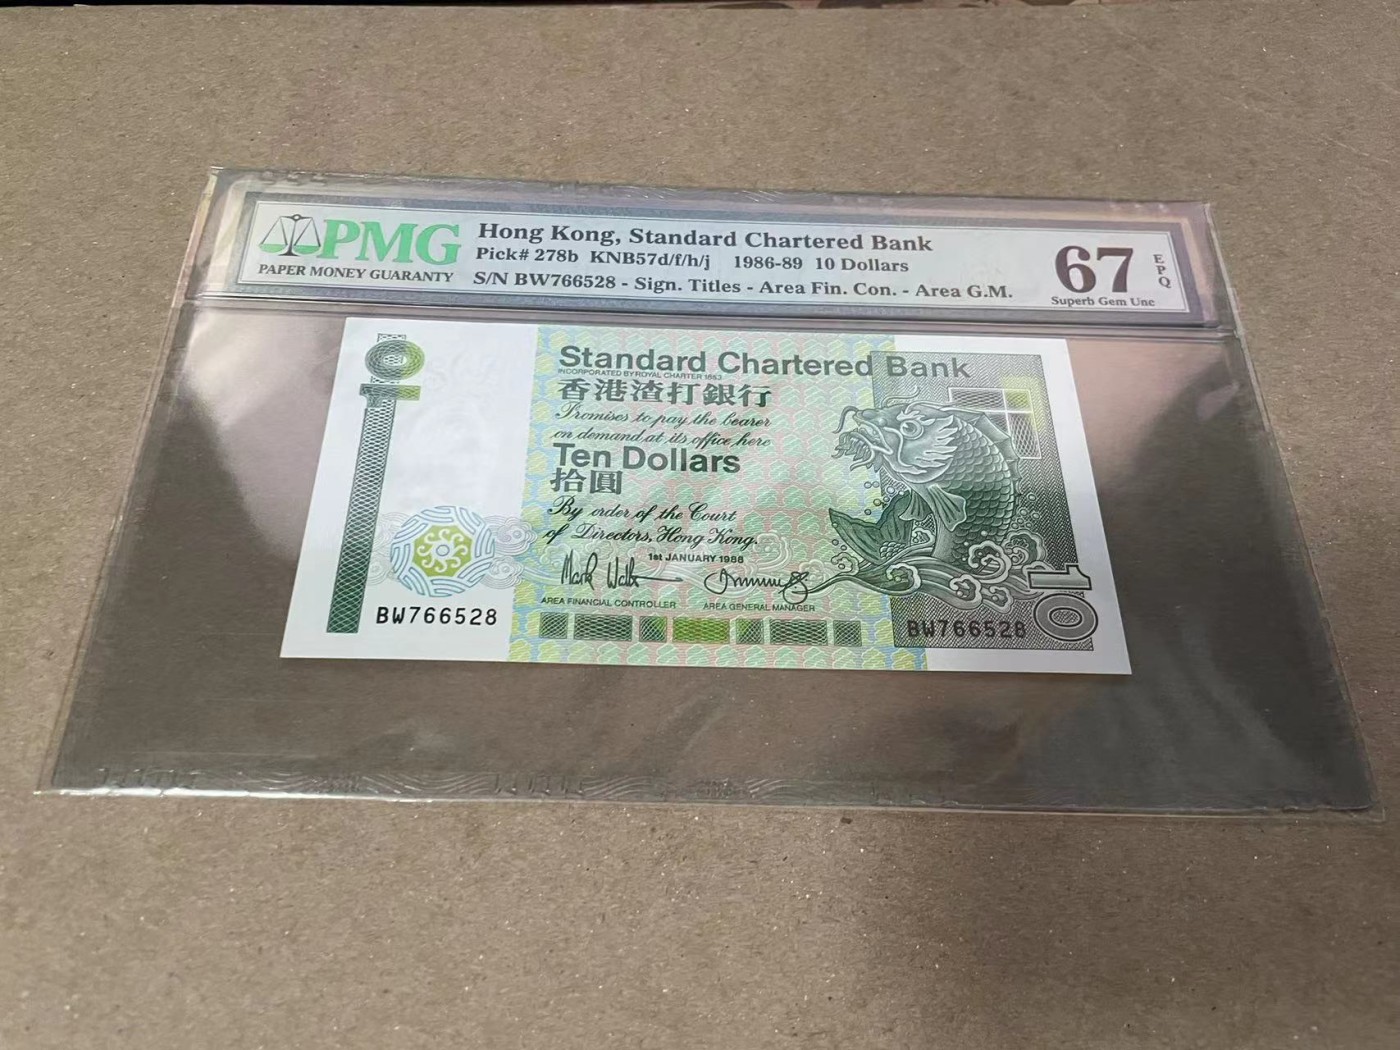 PMG
PAPER MONEY GUARANTY
Hong Kong, Standard Chartered Bank
Pick# 278b KNB57d/f/h/j 1986-89 10 Dollars
S/N BW766528 - Sign. Titles - Area Fin. Con. - Area G.M.
67
EPQ
Superb Gem Unc
10
Standard Chartered Bank
INCORPORATED BY ROYAL CHARTER 1853
香港渣打銀行
Promises to pay the bearer
on demand at its office here
Ten Dollars
拾圓
By order of the Court
of Directors, Hong Kong.
1st JANUARY 1988
AREA FINANCIAL CONTROLLER
AREA GENERAL MANAGER
BW766528
BW766528
10